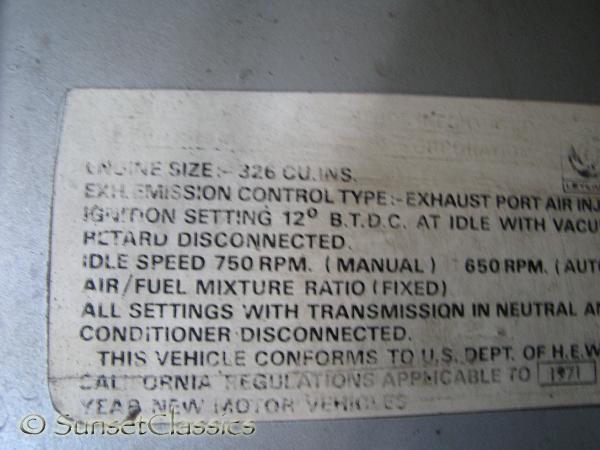 CORPORATION
LEYLA
ENGINE SIZE:- 326 CU.INS.
EXH.EMISSION CONTROL TYPE:-EXHAUST PORT AIR INJ
IGNITION SETTING 12° B.T.D.C. AT IDLE WITH VACU
RETARD DISCONNECTED.
IDLE SPEED 750 RPM. (MANUAL) 650 RPM. (AUTO
AIR/FUEL MIXTURE RATIO (FIXED)
ALL SETTINGS WITH TRANSMISSION IN NEUTRAL AN
CONDITIONER DISCONNECTED.
THIS VEHICLE CONFORMS TO U.S. DEPT. OF H.E.W
CALIFORNIA REGULATIONS APPLICABLE TO 1971
YEAR NEW MOTOR VEHICLES
© SunsetClassics